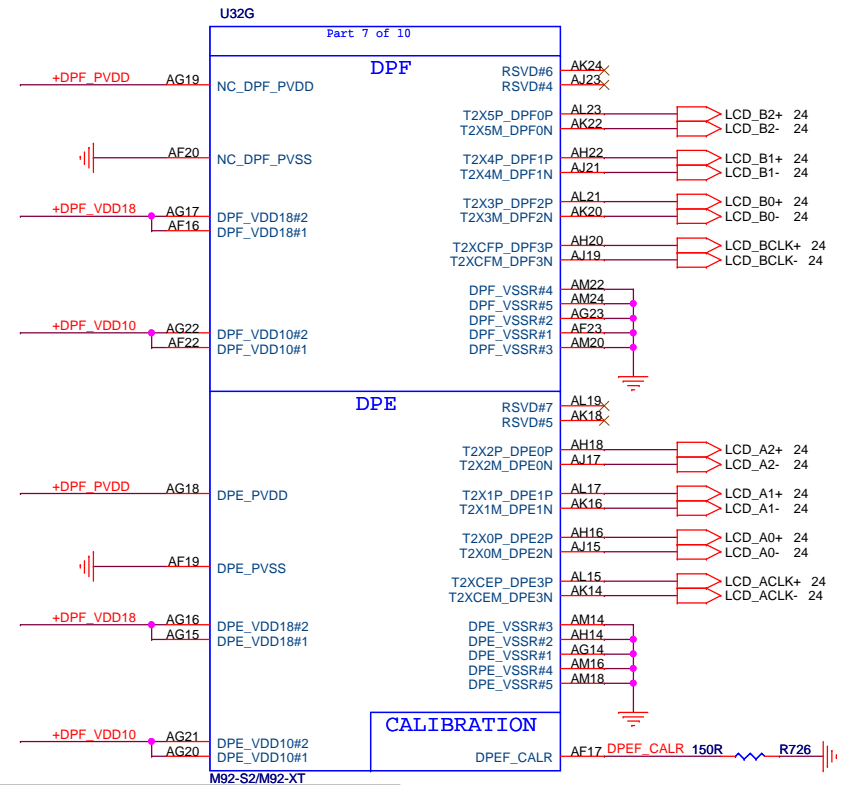 U32G
Part 7 of 10
DPF
RSVD#6 AK24
RSVD#4 AJ23
+DPF_PVDD AG19 NC_DPF_PVDD
T2X5P_DPF0P AL23 LCD_B2+ 24
T2X5M_DPF0N AK22 LCD_B2- 24
AF20 NC_DPF_PVSS
T2X4P_DPF1P AH22 LCD_B1+ 24
T2X4M_DPF1N AJ21 LCD_B1- 24
+DPF_VDD18 AG17 DPF_VDD18#2
AF16 DPF_VDD18#1
T2X3P_DPF2P AL21 LCD_B0+ 24
T2X3M_DPF2N AK20 LCD_B0- 24
T2XCFP_DPF3P AH20 LCD_BCLK+ 24
T2XCFM_DPF3N AJ19 LCD_BCLK- 24
DPF_VSSR#4 AM22
DPF_VSSR#5 AM24
DPF_VSSR#2 AG23
DPF_VSSR#1 AF23
DPF_VSSR#3 AM20
+DPF_VDD10 AG22 DPF_VDD10#2
AF22 DPF_VDD10#1
DPE
RSVD#7 AL19
RSVD#5 AK18
T2X2P_DPE0P AH18 LCD_A2+ 24
T2X2M_DPE0N AJ17 LCD_A2- 24
+DPF_PVDD AG18 DPE_PVDD
T2X1P_DPE1P AL17 LCD_A1+ 24
T2X1M_DPE1N AK16 LCD_A1- 24
T2X0P_DPE2P AH16 LCD_A0+ 24
T2X0M_DPE2N AJ15 LCD_A0- 24
AF19 DPE_PVSS
T2XCEP_DPE3P AL15 LCD_ACLK+ 24
T2XCEM_DPE3N AK14 LCD_ACLK- 24
+DPF_VDD18 AG16 DPE_VDD18#2
AG15 DPE_VDD18#1
DPE_VSSR#3 AM14
DPE_VSSR#2 AH14
DPE_VSSR#1 AG14
DPE_VSSR#4 AM16
DPE_VSSR#5 AM18
CALIBRATION
+DPF_VDD10 AG21 DPE_VDD10#2
AG20 DPE_VDD10#1
DPEF_CALR AF17 DPEF_CALR 150R R726
M92-S2/M92-XT